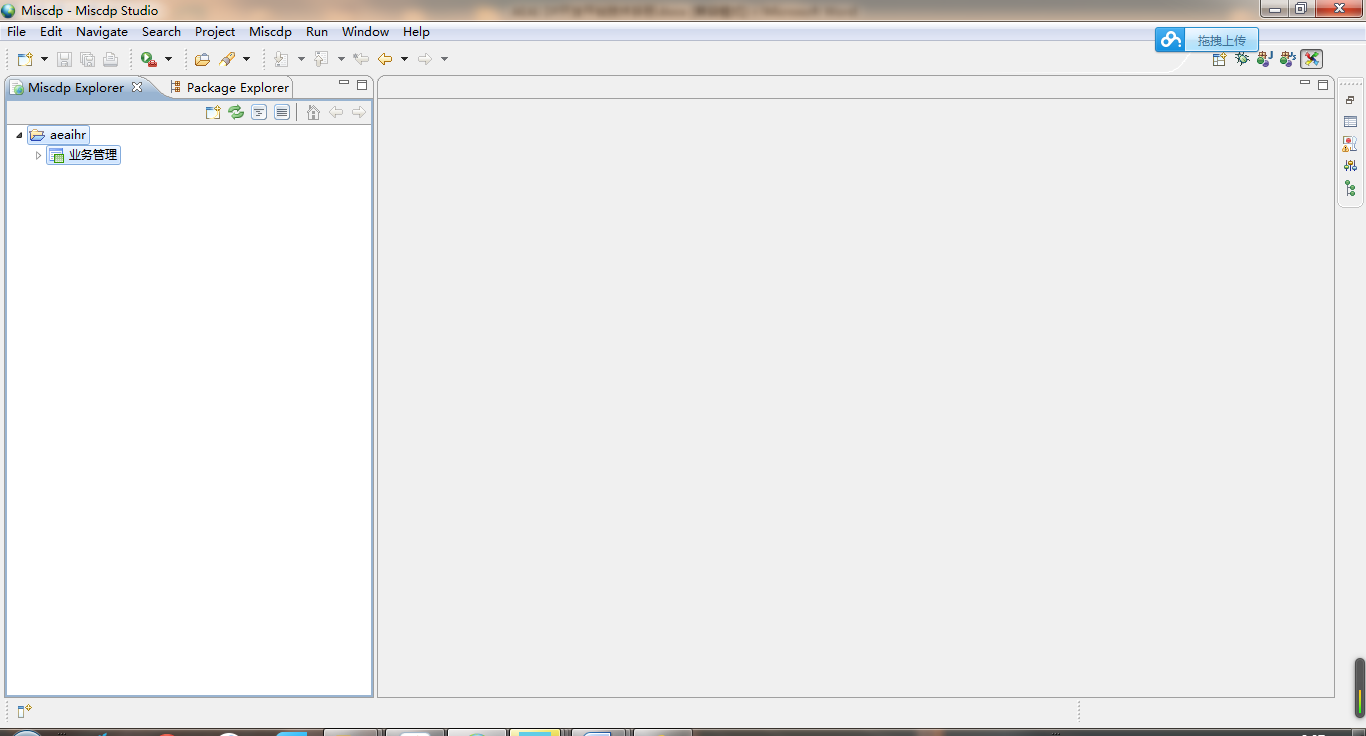 Miscdp - Miscdp Studio
File Edit Navigate Search Project Miscdp Run Window Help
拖拽上传
Miscdp Explorer Package Explorer
aeaihr
业务管理